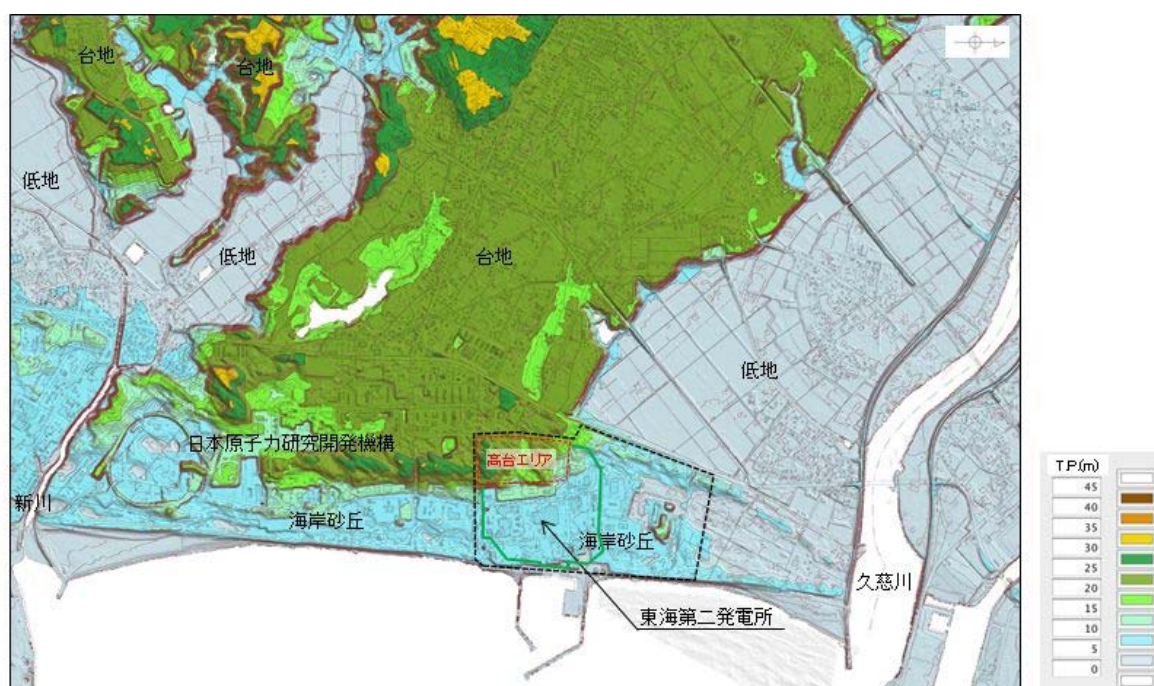 台地
台地
低地
低地
台地
低地
日本原子力研究開発機構
高台エリア
新川
海岸砂丘
海岸砂丘
久慈川
東海第二発電所
T.P.(m)
45
40
35
30
25
20
15
10
5
0